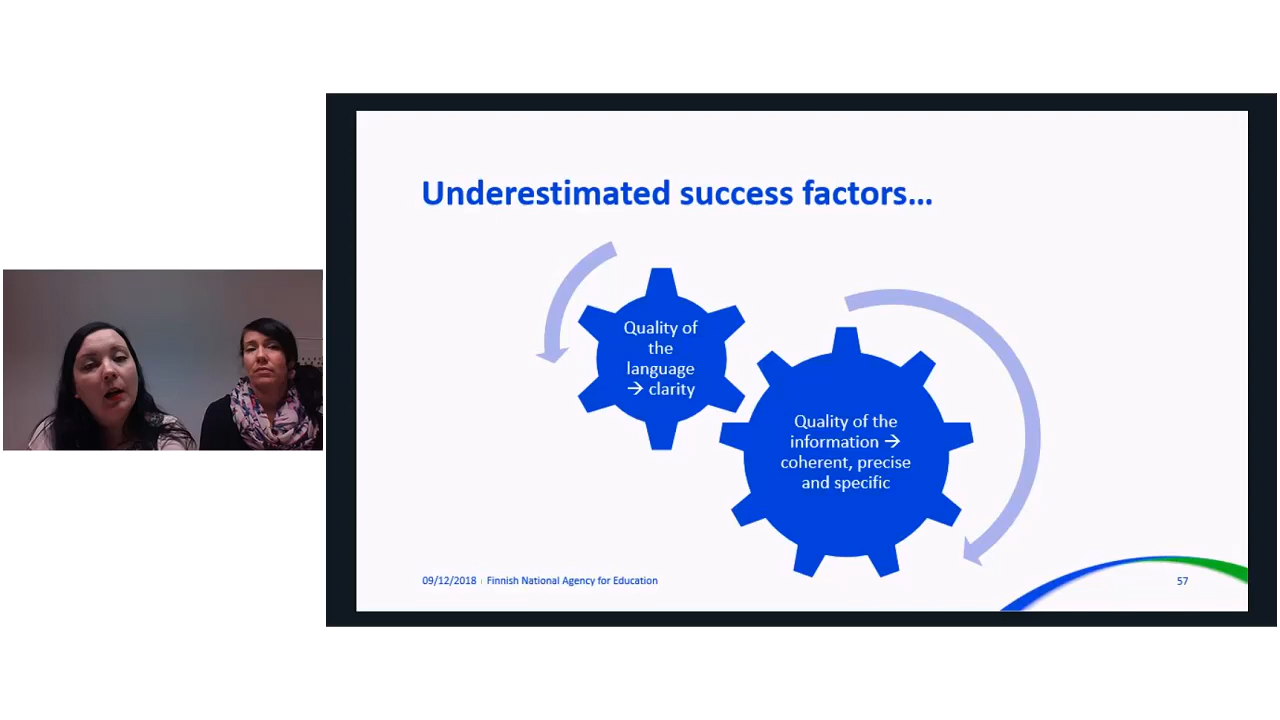 Underestimated success factors...
Quality of
the
language
→ clarity
Quality of the
information →
coherent, precise
and specific
09/12/2018 | Finnish National Agency for Education
57